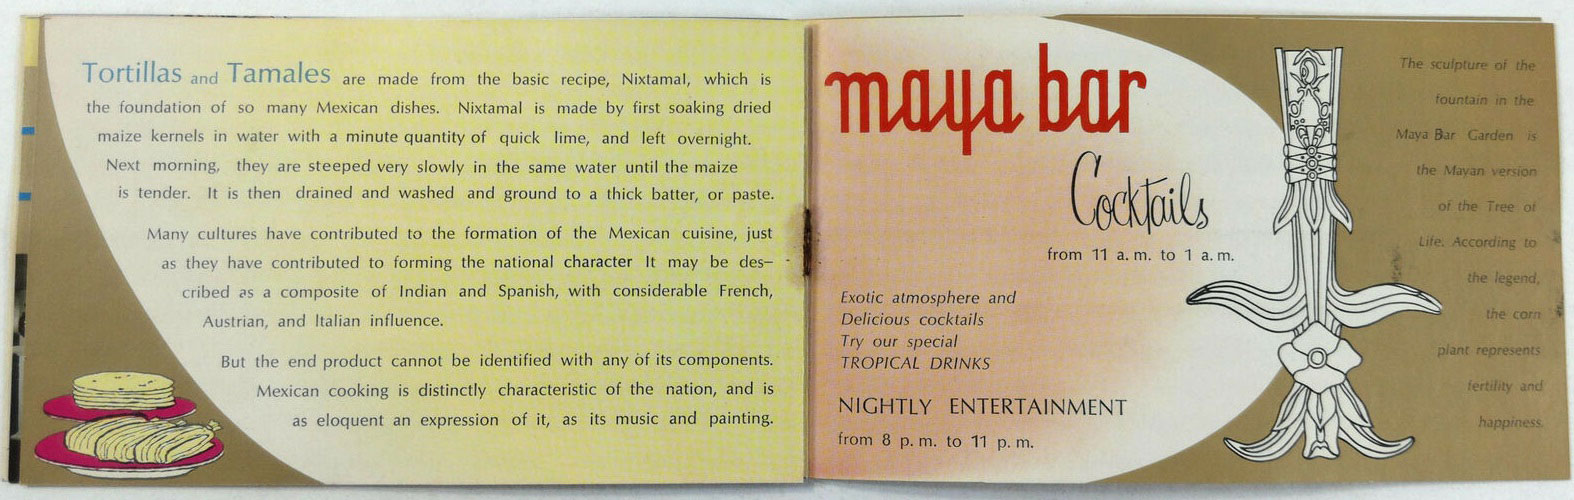 Tortillas and Tamales are made from the basic recipe, Nixtamal, which is
the foundation of so many Mexican dishes. Nixtamal is made by first soaking dried
maize kernels in water with a minute quantity of quick lime, and left overnight.
Next morning, they are steeped very slowly in the same water until the maize
is tender. It is then drained and washed and ground to a thick batter, or paste.
Many cultures have contributed to the formation of the Mexican cuisine, just
as they have contributed to forming the national character It may be des-
cribed as a composite of Indian and Spanish, with considerable French,
Austrian, and Italian influence.
But the end product cannot be identified with any of its components.
Mexican cooking is distinctly characteristic of the nation, and is
as eloquent an expression of it, as its music and painting.
maya bar
Cocktails
from 11 a.m. to 1 a.m.
Exotic atmosphere and
Delicious cocktails
Try our special
TROPICAL DRINKS
NIGHTLY ENTERTAINMENT
from 8 p.m. to 11 p.m.
The sculpture of the
fountain in the
Maya Bar Garden is
the Mayan version
of the Tree of
Life. According to
the legend,
the corn
plant represents
fertility and
happiness.